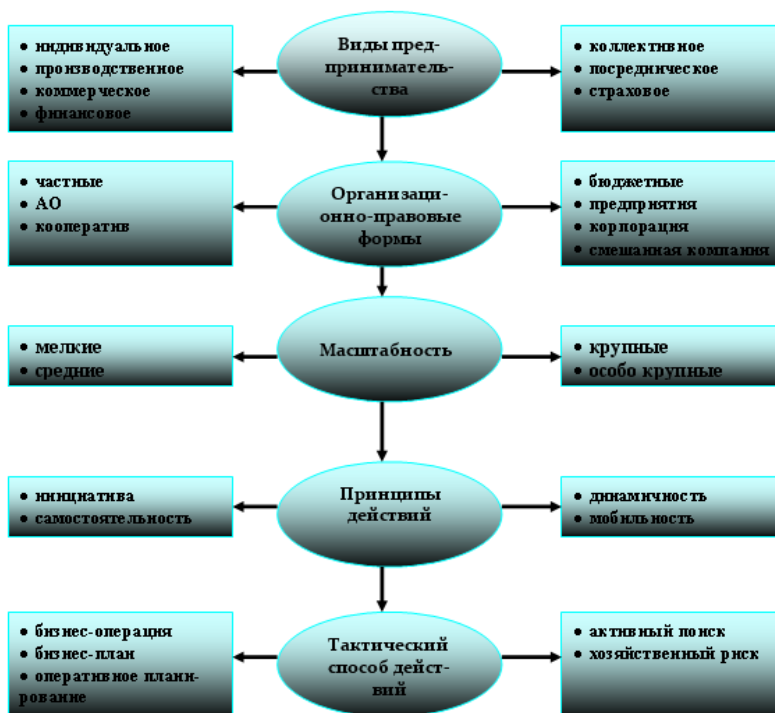 ● индивидуальное
● производственное
● коммерческое
● финансовое
Виды пред-
приниматель-
ства
● коллективное
● посредническое
● страховое
● частные
● АО
● кооператив
Организаци-
онно-правовые
формы
● бюджетные
● предприятия
● корпорация
● смешанная компания
● мелкие
● средние
Масштабность
● крупные
● особо крупные
● инициатива
● самостоятельность
Принципы
действий
● динамичность
● мобильность
● бизнес-операция
● бизнес-план
● оперативное плани-
рование
Тактический
способ дейст-
вий
● активный поиск
● хозяйственный риск